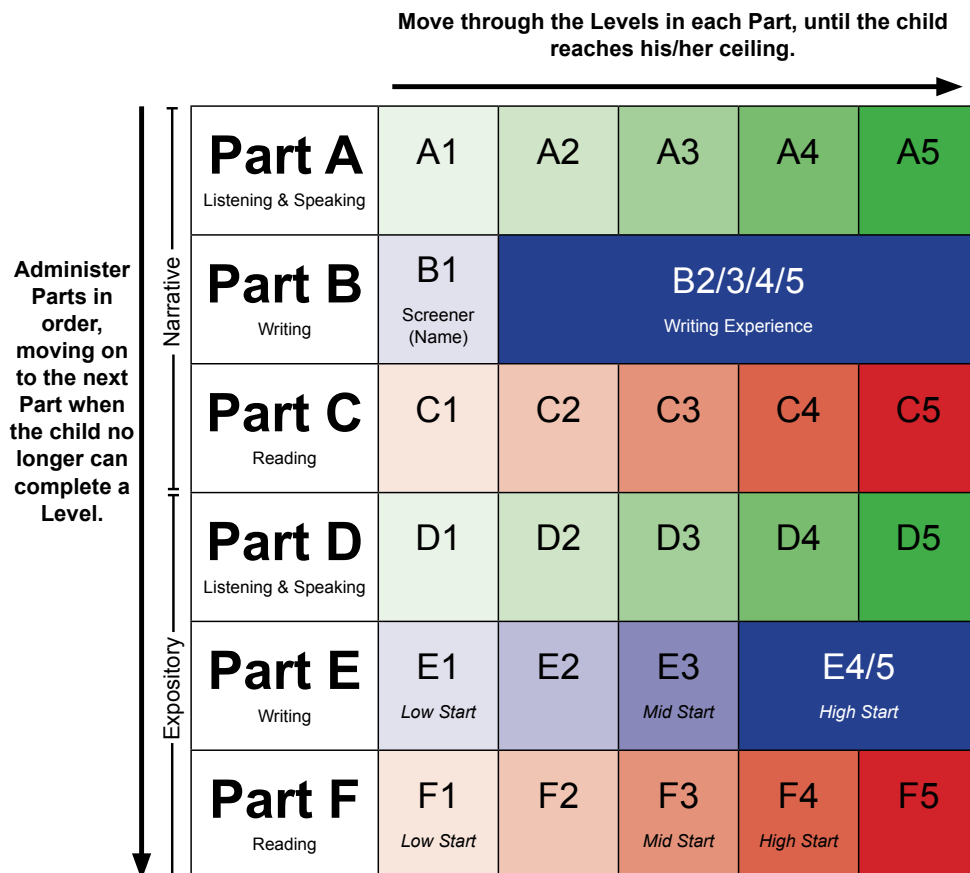 Move through the Levels in each Part, until the child
reaches his/her ceiling.
Administer
Parts in
order,
moving on
to the next
Part when
the child no
longer can
complete a
Level.
Narrative
Part A
Listening & Speaking
A1
A2
A3
A4
A5
Part B
Writing
B1
Screener
(Name)
B2/3/4/5
Writing Experience
Part C
Reading
C1
C2
C3
C4
C5
Expository
Part D
Listening & Speaking
D1
D2
D3
D4
D5
Part E
Writing
E1
Low Start
E2
E3
Mid Start
E4/5
High Start
Part F
Reading
F1
Low Start
F2
F3
Mid Start
F4
High Start
F5